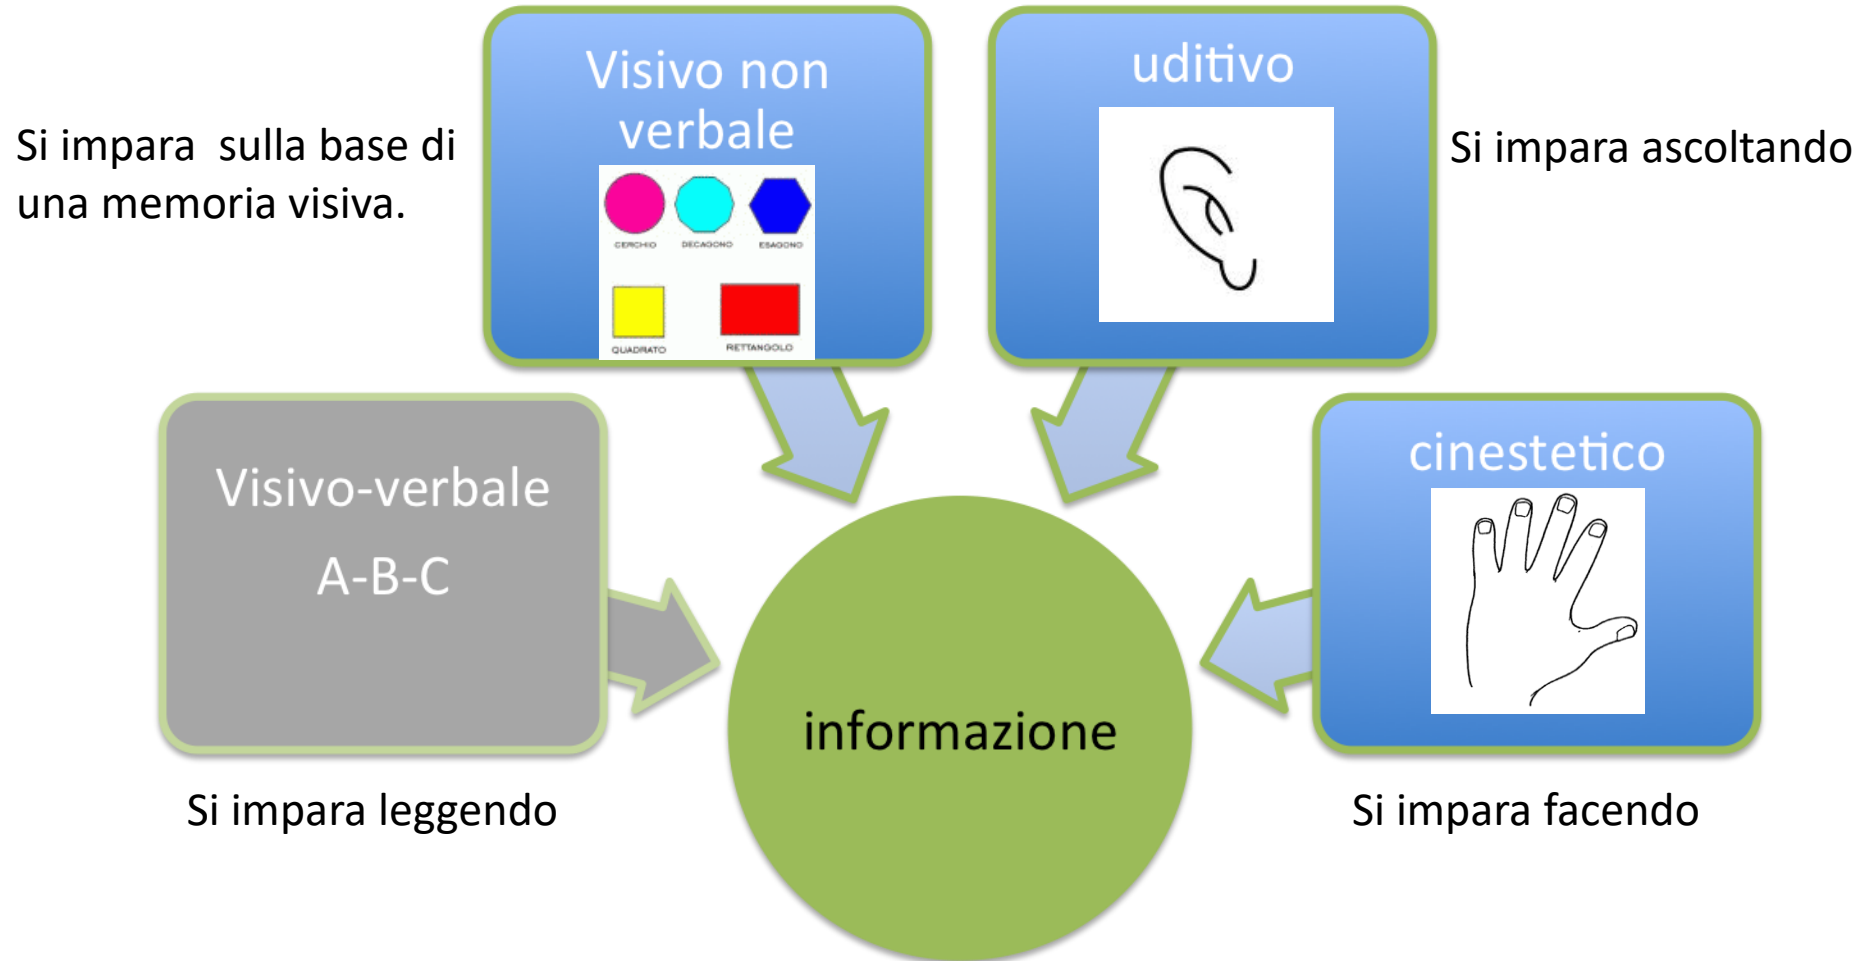 Si impara  sulla base di
una memoria visiva.
Visivo non
verbale
CERCHIO DECAGONO ESAGONO
QUADRATO RETTANGOLO
uditivo
Si impara ascoltando
Visivo-verbale
A-B-C
Si impara leggendo
informazione
cinestetico
Si impara facendo